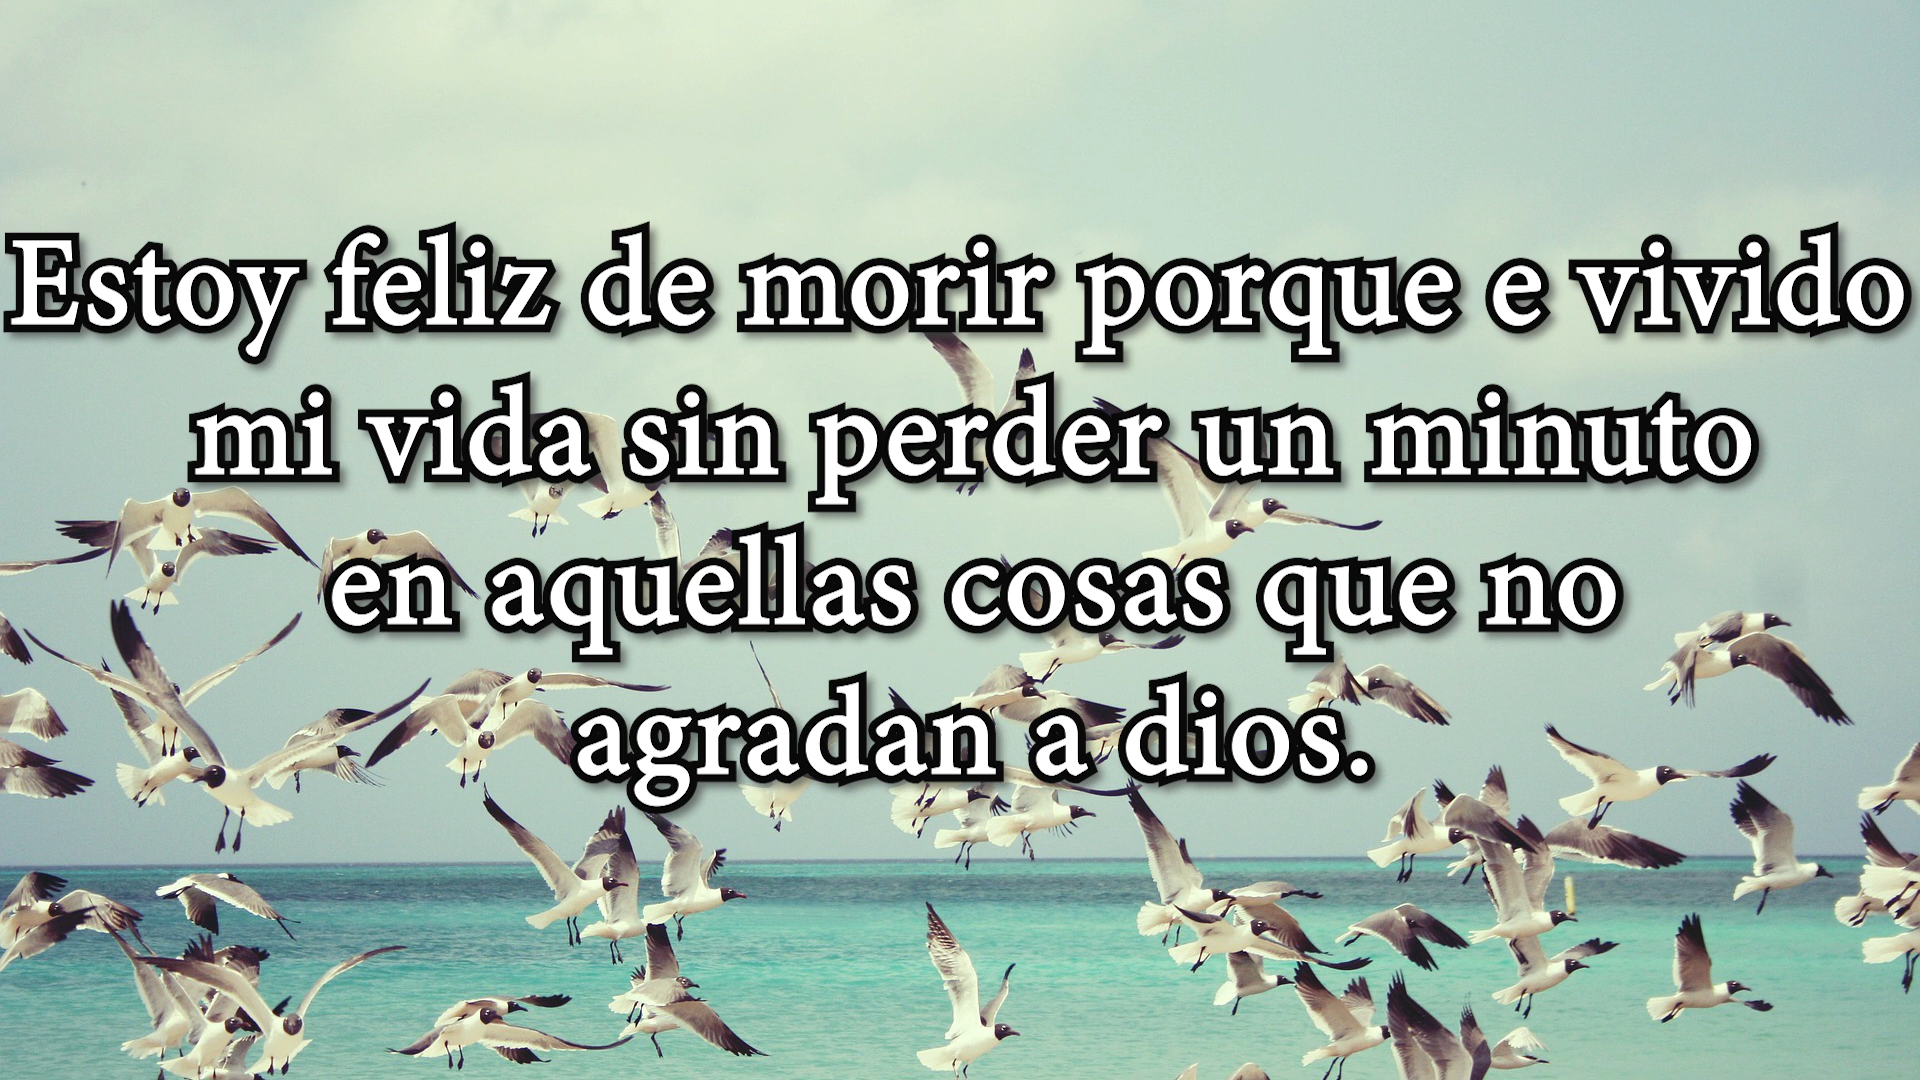 Estoy feliz de morir porque e vivido
mi vida sin perder un minuto
en aquellas cosas que no
agradan a dios.